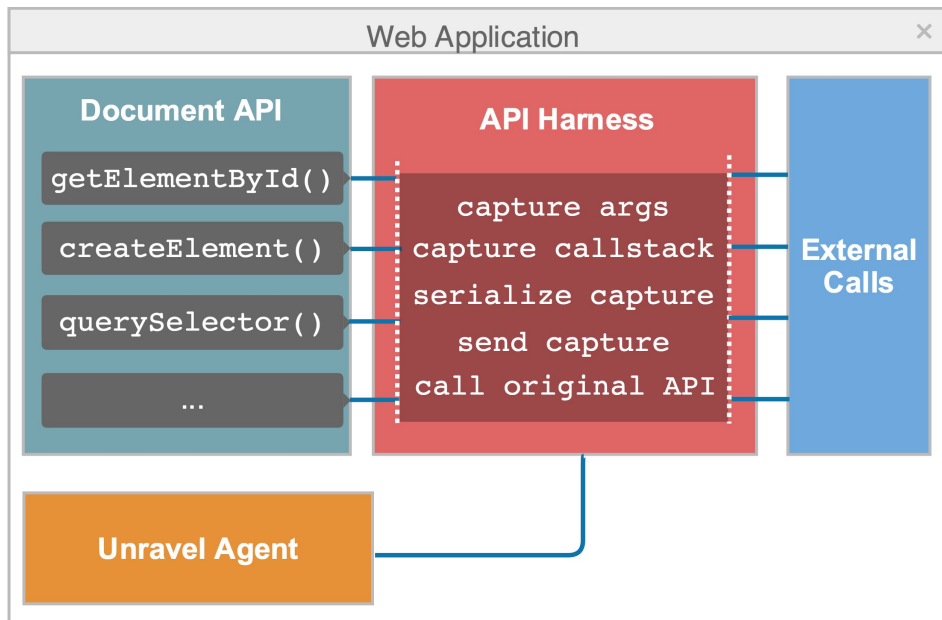 Web Application
×
Document API
getElementById()
createElement()
querySelector()
...
API Harness
capture args
capture callstack
serialize capture
send capture
call original API
External
Calls
Unravel Agent